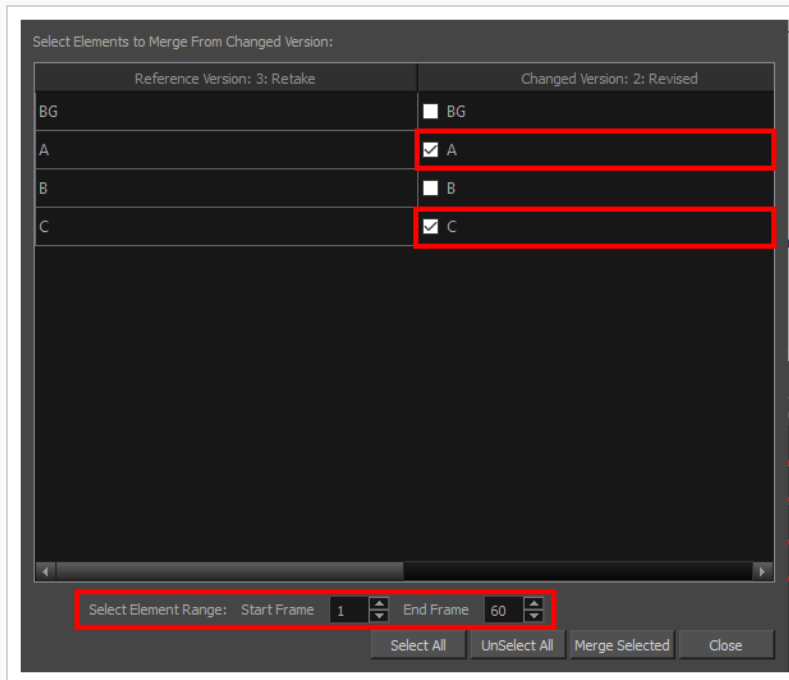 Select Elements to Merge From Changed Version:
Reference Version: 3: Retake Changed Version: 2: Revised
BG BG
A A
B B
C C
Select Element Range: Start Frame 1 End Frame 60
Select All UnSelect All Merge Selected Close